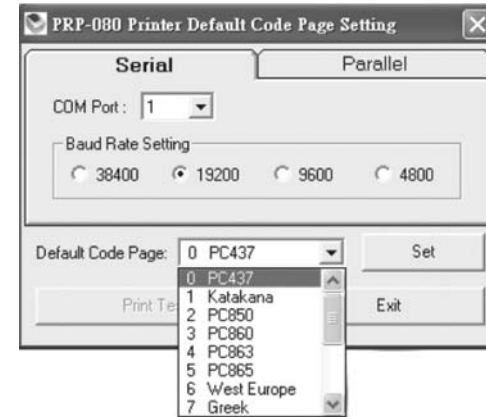 PRP-080 Printer Default Code Page Setting
Serial Parallel
COM Port : 1
Baud Rate Setting
38400 19200 9600 4800
Default Code Page: 0 PC437 Set
0 PC437
1 Katakana
2 PC850
3 PC860
4 PC863
5 PC865
6 West Europe
7 Greek
Print Te Exit